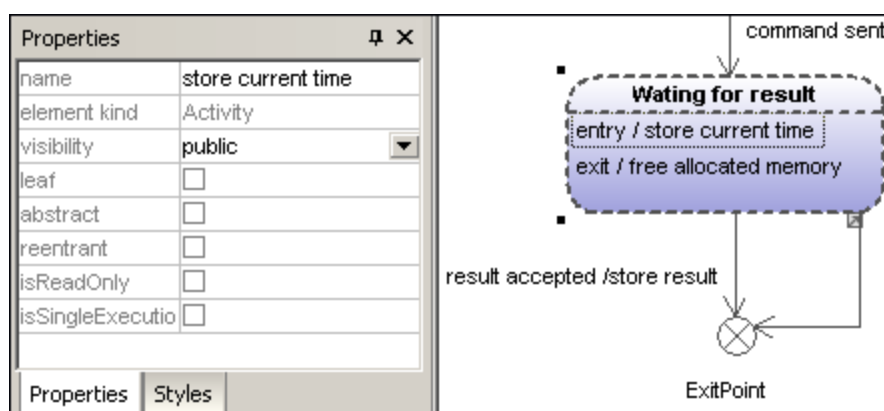 Properties
name store current time
element kind Activity
visibility public
leaf
abstract
reentrant
isReadOnly
isSingleExecutio
Properties Styles
command sent
Wating for result
entry / store current time
exit / free allocated memory
result accepted /store result
ExitPoint